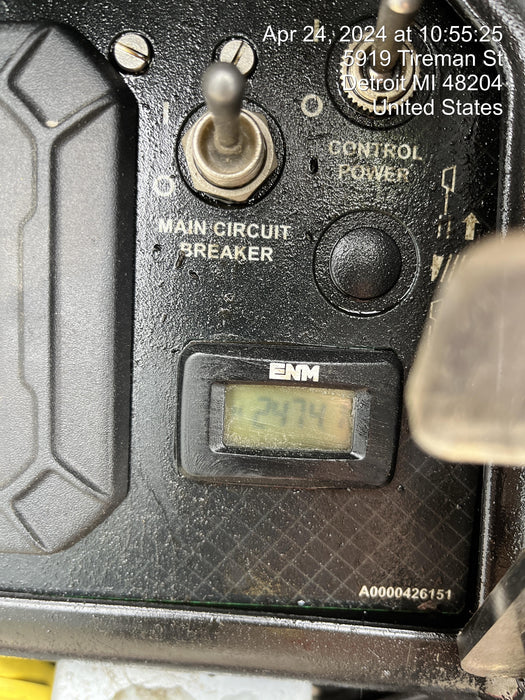 Apr 24, 2024 at 10:55:25
5919 Tireman St
Detroit MI 48204
United States
I
I
O
O
CONTROL
POWER
MAIN CIRCUIT
BREAKER
ENM
A0000426151